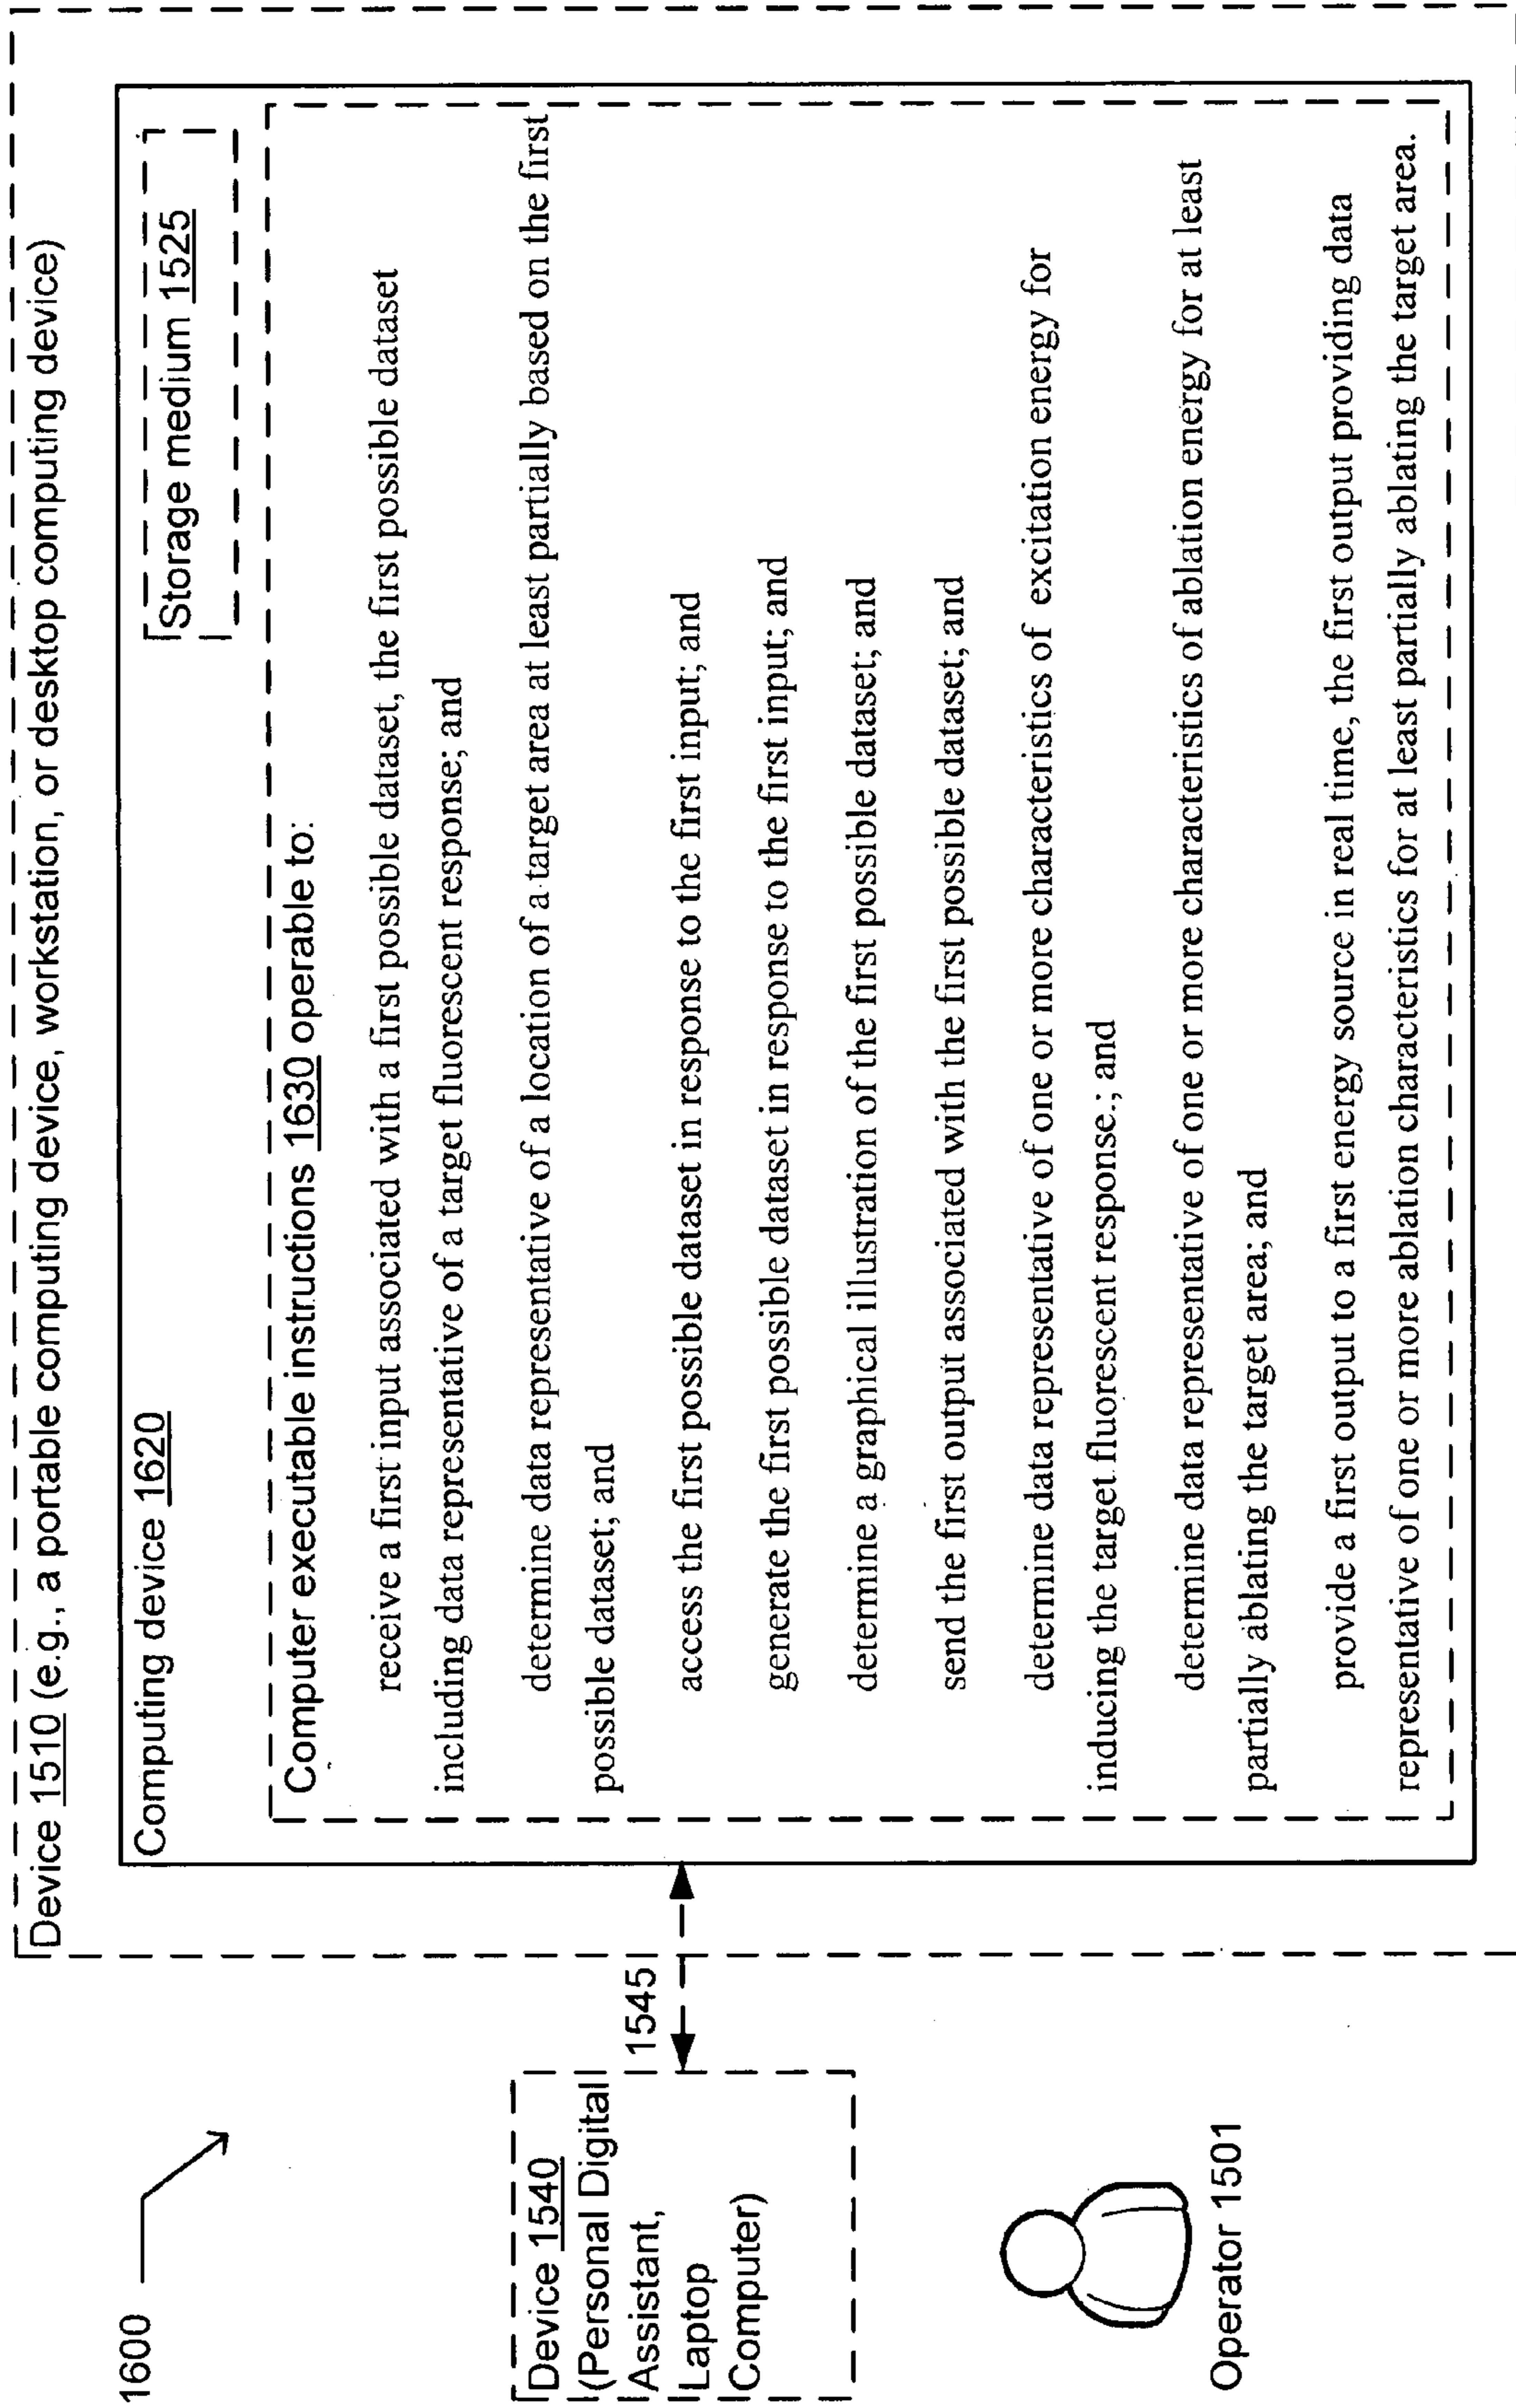 1600
Device 1510 (e.g., a portable computing device, workstation, or desktop computing device)
Computing device 1620
Storage medium 1525
Computer executable instructions 1630 operable to:
receive a first input associated with a first possible dataset, the first possible dataset
including data representative of a target fluorescent response; and
determine data representative of a location of a target area at least partially based on the first
possible dataset; and
access the first possible dataset in response to the first input; and
generate the first possible dataset in response to the first input; and
determine a graphical illustration of the first possible dataset; and
send the first output associated with the first possible dataset; and
determine data representative of one or more characteristics of excitation energy for
inducing the target fluorescent response.; and
determine data representative of one or more characteristics of ablation energy for at least
partially ablating the target area; and
provide a first output to a first energy source in real time, the first output providing data
representative of one or more ablation characteristics for at least partially ablating the target area.
Device 1540
(Personal Digital
Assistant,
Laptop
Computer)
1545
Operator 1501